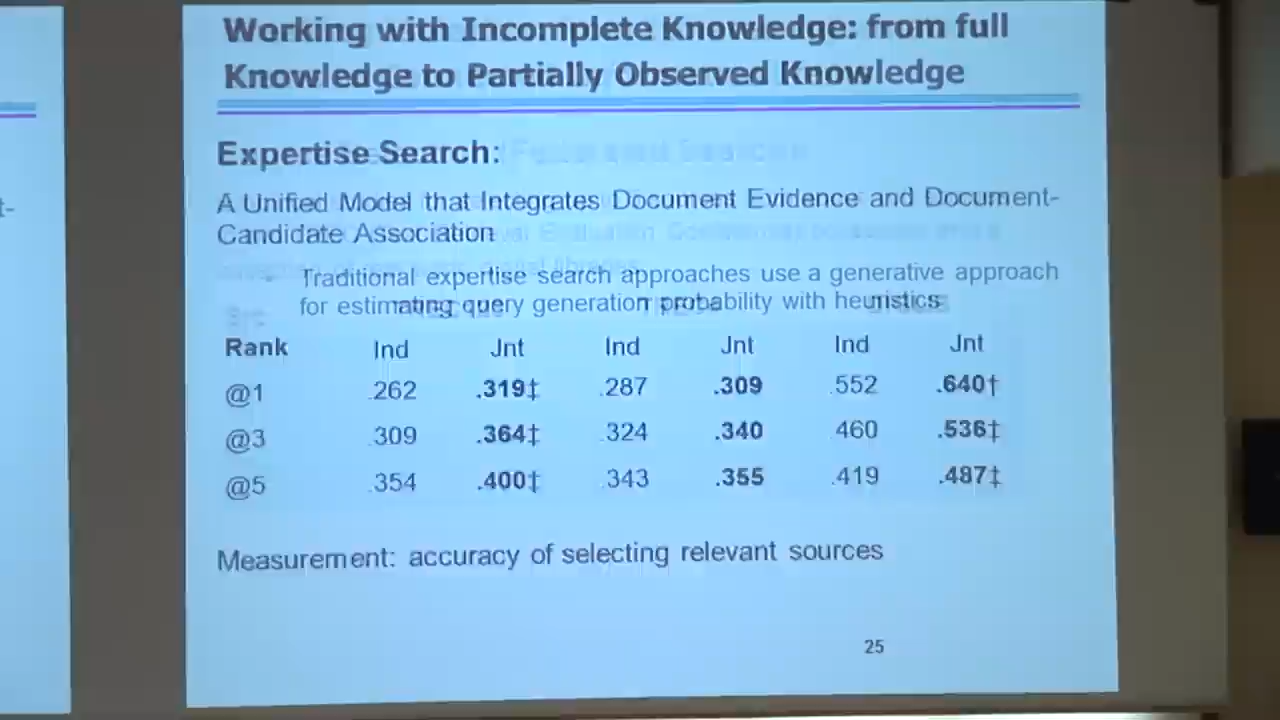 Working with Incomplete Knowledge: from full
Knowledge to Partially Observed Knowledge
t-
Expertise Search:
A Unified Model that Integrates Document Evidence and Document-
Candidate Association
Traditional expertise search approaches use a generative approach
for estimating query generation probability with heuristics
Rank Ind Jnt Ind Jnt Ind Jnt
@1 .262 .319‡ .287 .309 .552 .640†
@3 .309 .364‡ .324 .340 .460 .536‡
@5 .354 .400‡ .343 .355 .419 .487‡
Measurement: accuracy of selecting relevant sources
25